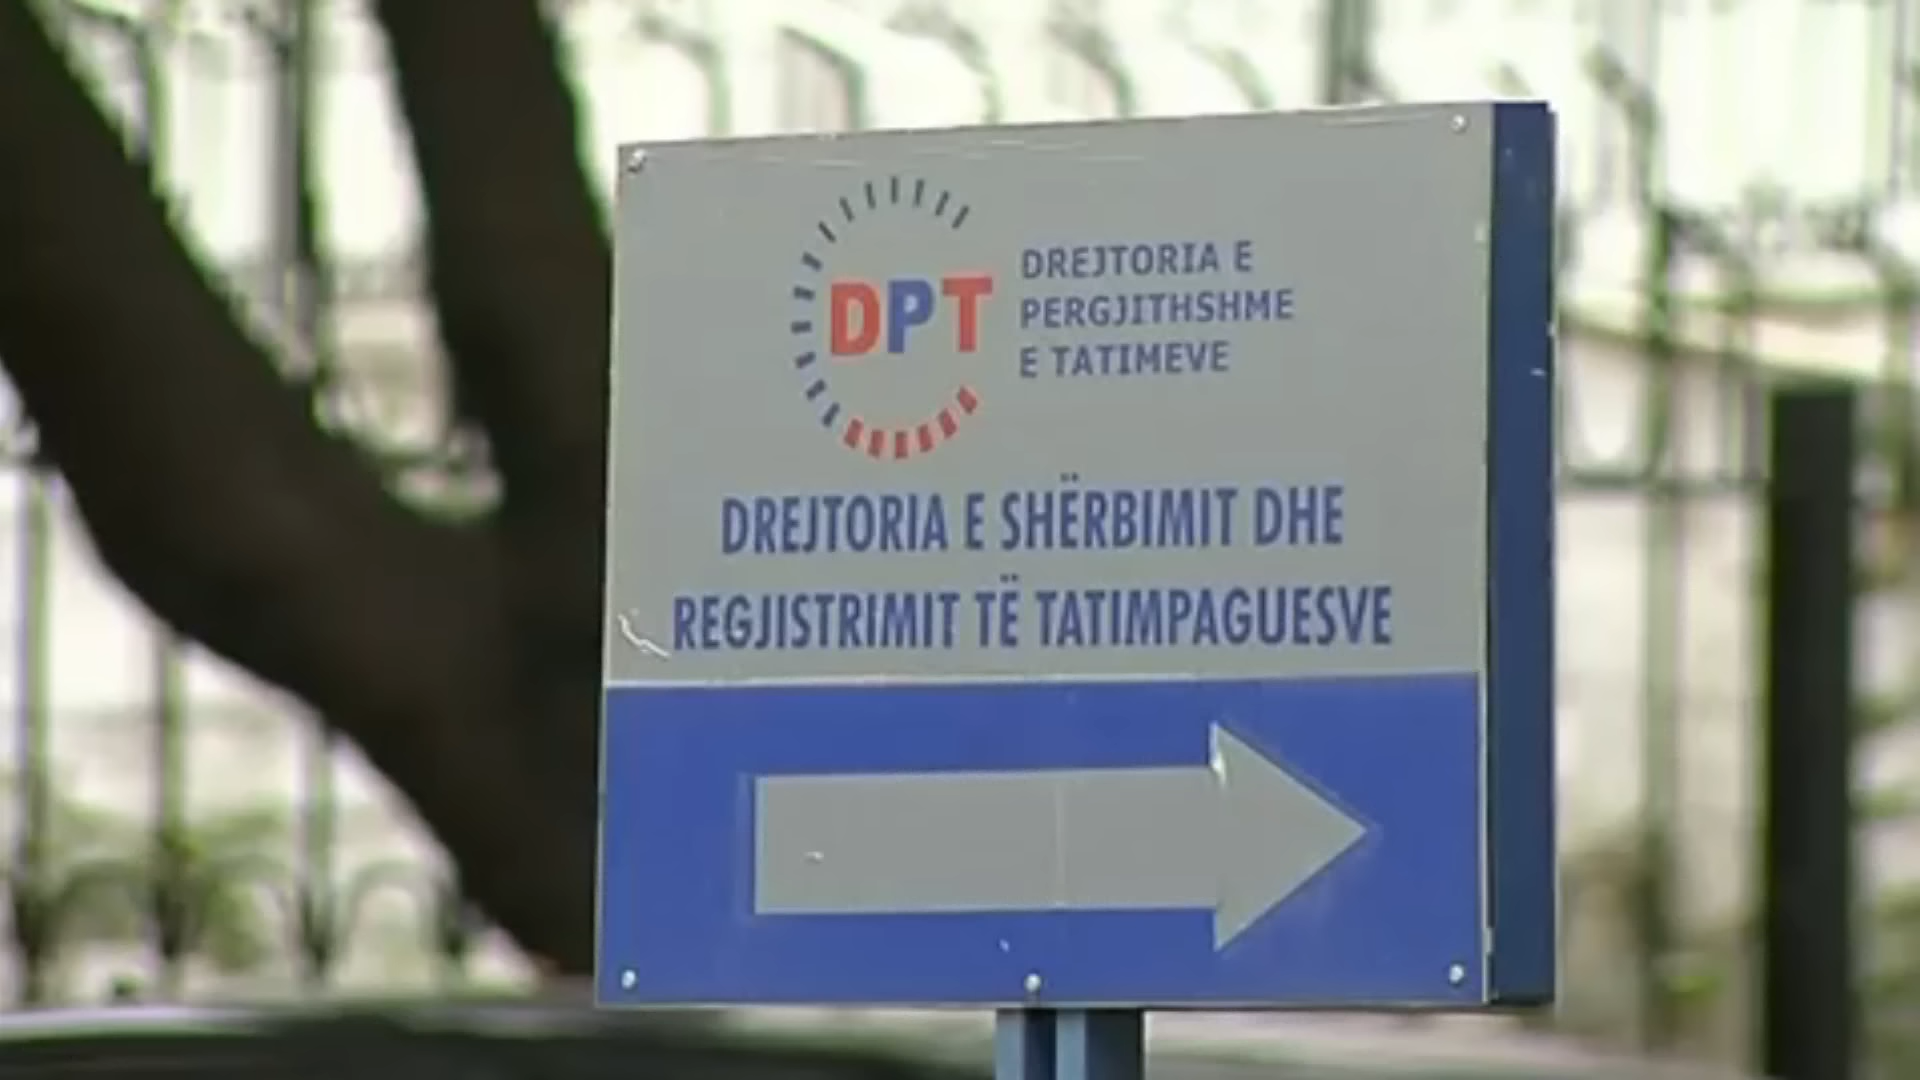 DPT
DREJTORIA E
PERGJITHSHME
E TATIMEVE
DREJTORIA E SHËRBIMIT DHE
REGJISTRIMIT TË TATIMPAGUESVE